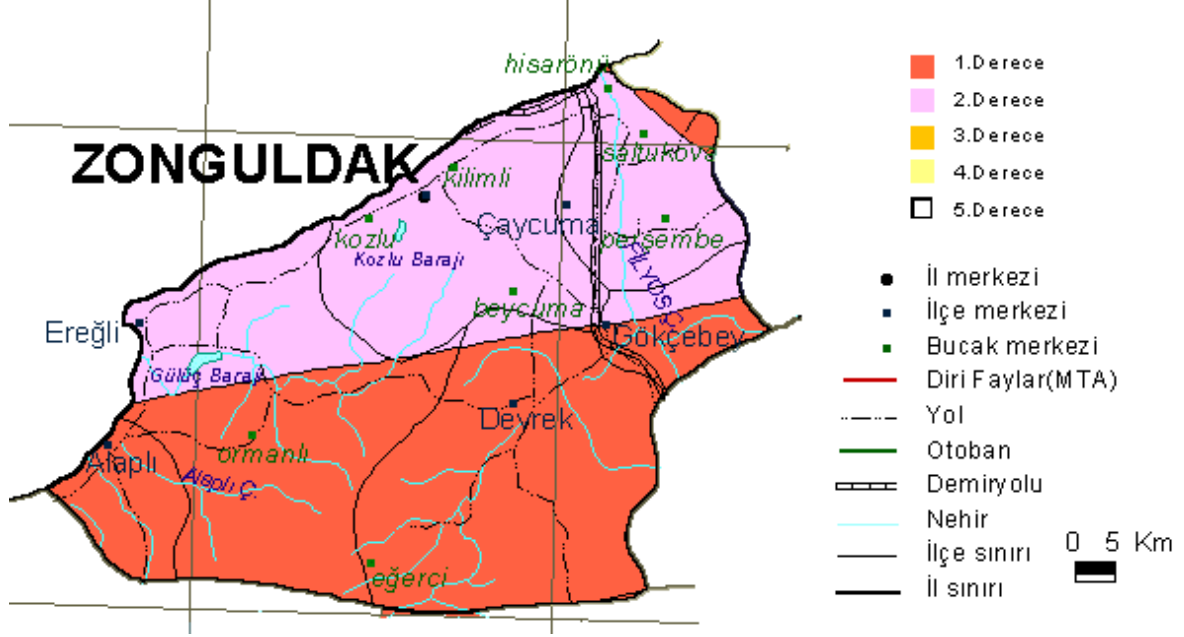 hisarönü
saltukova
ZONGULDAK
kilimli
Çaycuma
kozlu
perşembe
Kozlu Barajı
FİLYOS Ç.
beycuma
Ereğli
Gökçebey
Gülüç Barajı
Devrek
Alaplı
ormanlı
Alaplı Ç.
eğerci
1.Derece
2.Derece
3.Derece
4.Derece
5.Derece
İl merkezi
İlçe merkezi
Bucak merkezi
Diri Faylar(MTA)
Yol
Otoban
Demiryolu
Nehir
İlçe sınırı
İl sınırı
0 5 Km